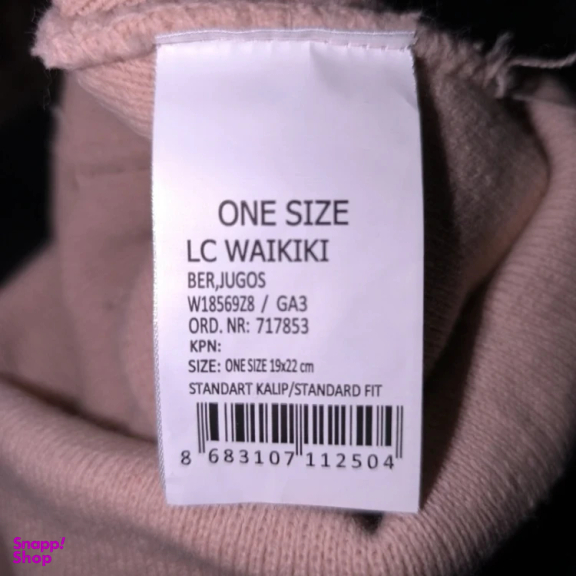 ONE SIZE
LC WAIKIKI
BER,JUGOS
W18569Z8 / GA3
ORD. NR: 717853
KPN:
SIZE: ONE SIZE 19x22 cm
STANDART KALIP/STANDARD FIT
8 683107 112504
Snapp!
Shop